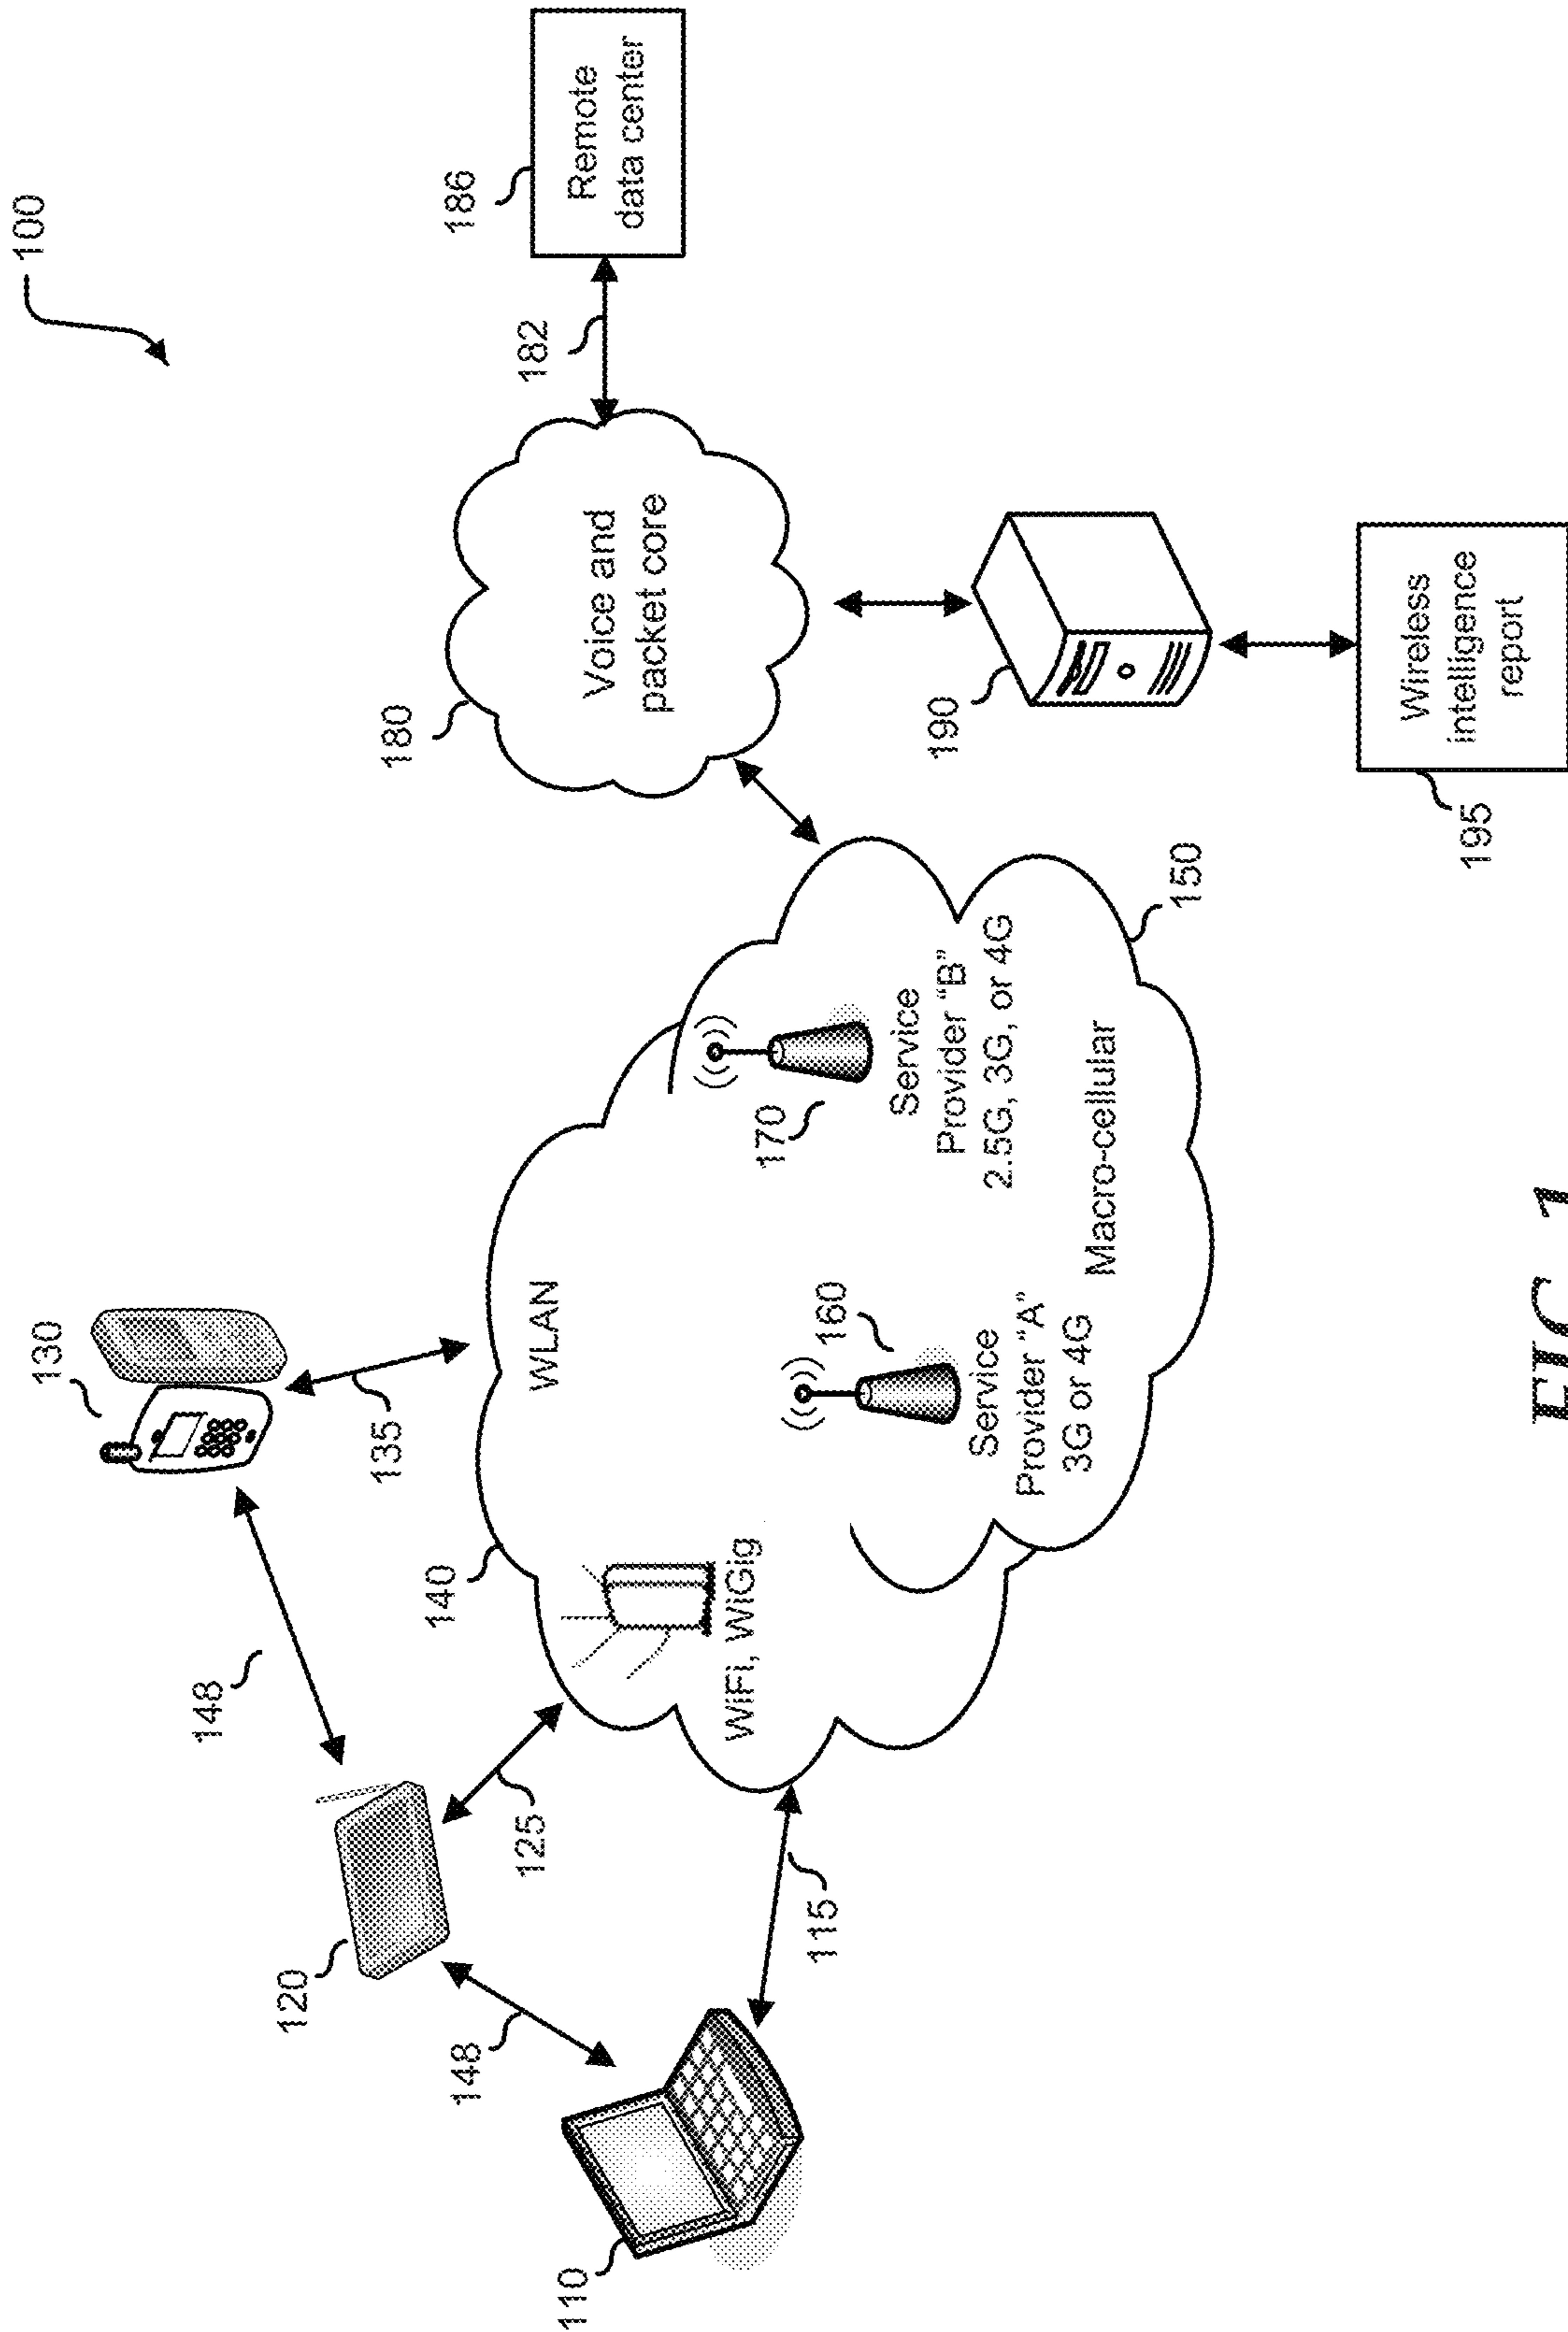 100
130
135
148
140
120
125
148
110
115
WLAN
WiFi, WiGig
160
Service
Provider "A"
3G or 4G
170
Service
Provider "B"
2.5G, 3G, or 4G
Macro-cellular
150
180
Voice and
packet core
182
186
Remote
data center
190
195
Wireless
intelligence
report
FIG. 1